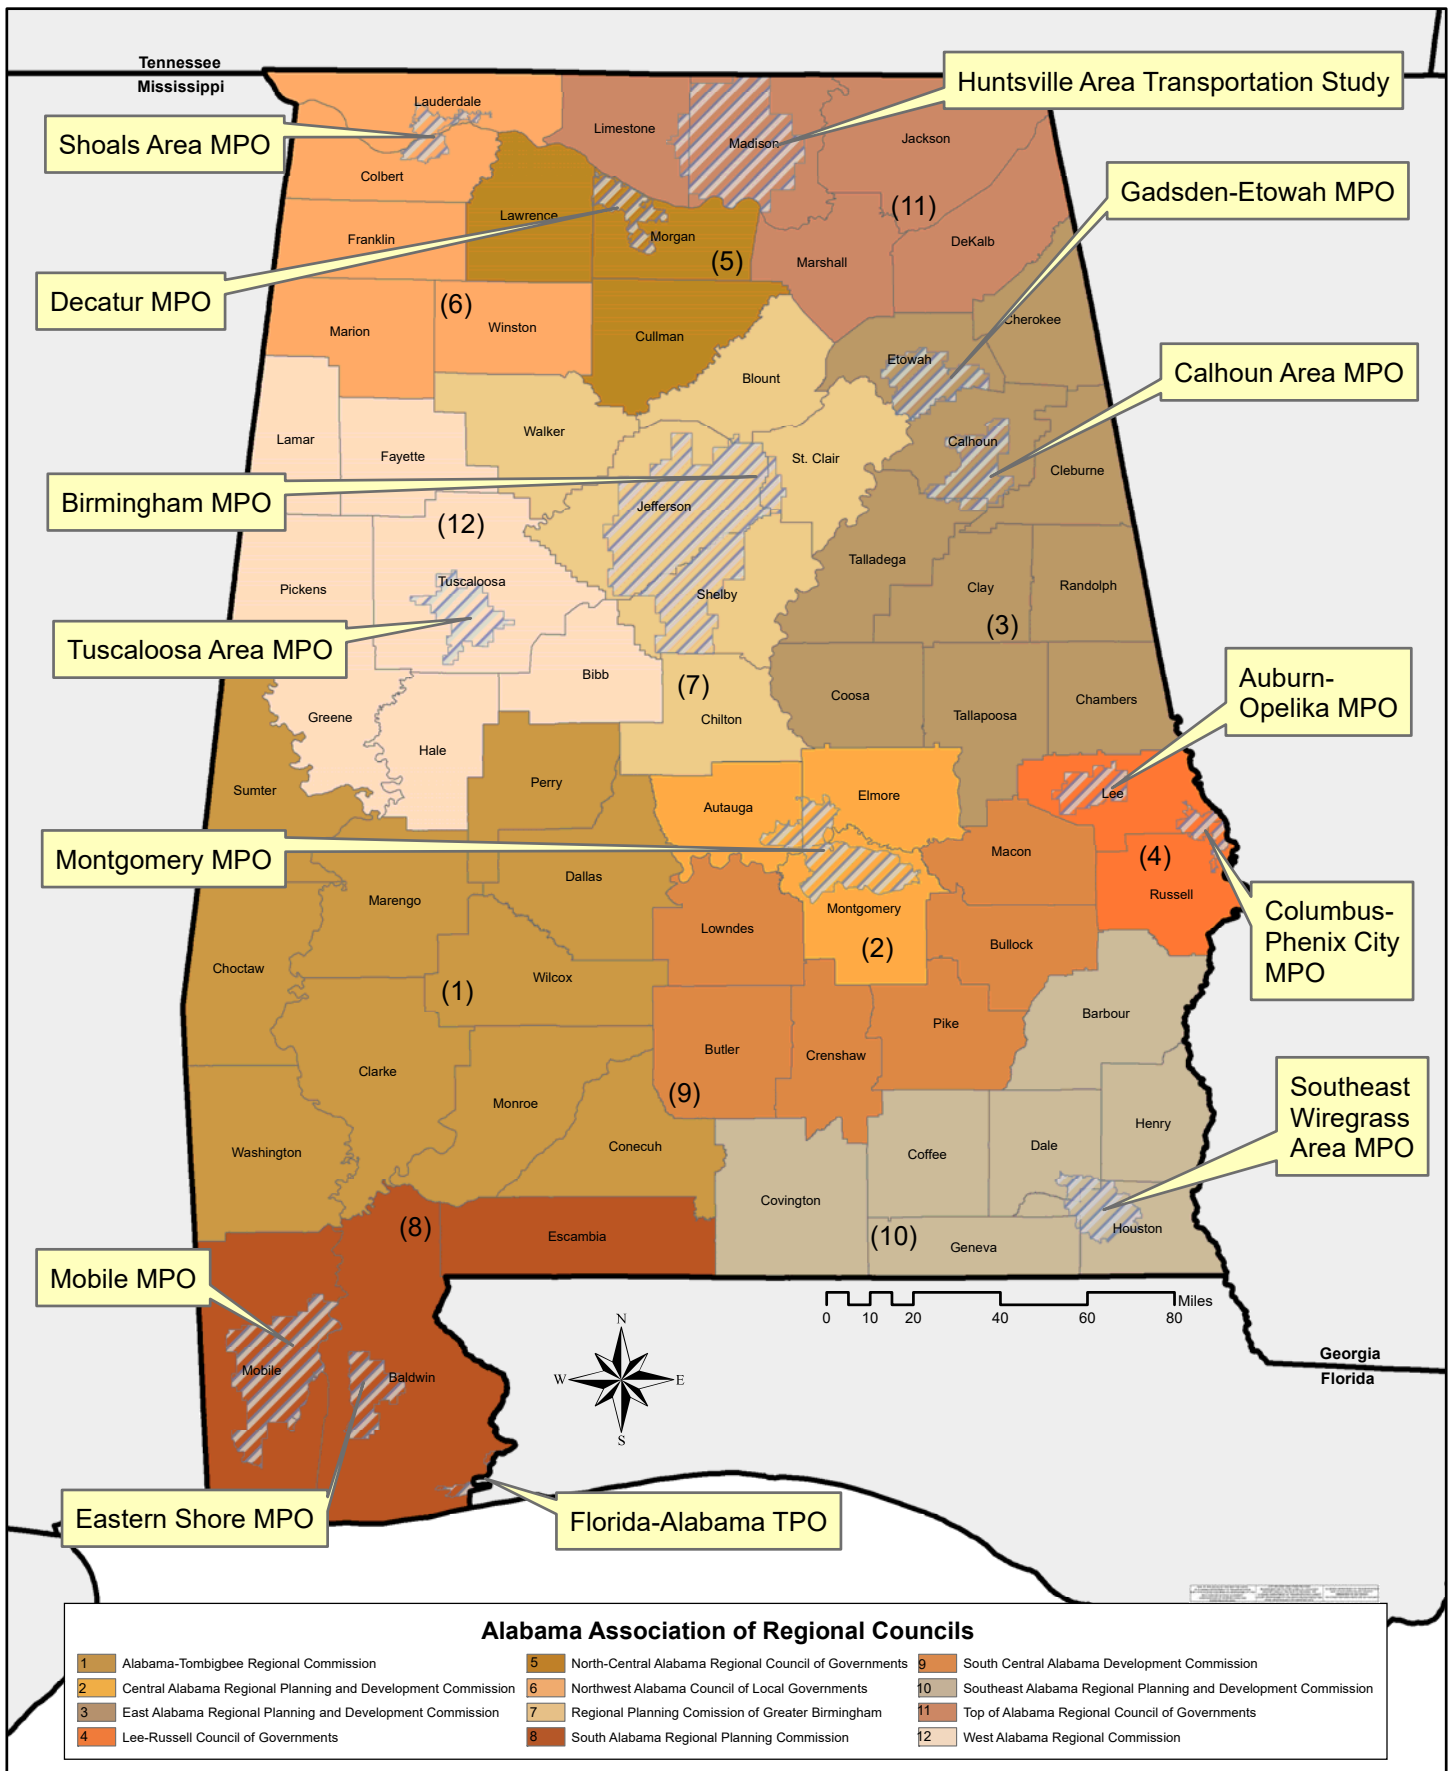 Tennessee
Mississippi
Huntsville Area Transportation Study
Lauderdale
Limestone
Madison
Jackson
Shoals Area MPO
Colbert
Gadsden-Etowah MPO
(11)
Lawrence
Franklin
Morgan
DeKalb
(5)
Marshall
Decatur MPO
(6)
Cherokee
Marion
Winston
Cullman
Etowah
Calhoun Area MPO
Blount
Lamar
Walker
Calhoun
Fayette
St. Clair
Cleburne
Birmingham MPO
Jefferson
(12)
Talladega
Tuscaloosa
Pickens
Clay
Randolph
Shelby
(3)
Tuscaloosa Area MPO
Bibb
(7)
Coosa
Chambers
Auburn-
Opelika MPO
Greene
Chilton
Tallapoosa
Hale
Perry
Sumter
Elmore
Lee
Autauga
Montgomery MPO
Macon
(4)
Dallas
Marengo
Russell
Montgomery
Lowndes
Columbus-
Phenix City
MPO
(2)
Bullock
Choctaw
Wilcox
(1)
Barbour
Pike
Butler
Crenshaw
Clarke
(9)
Monroe
Southeast
Wiregrass
Area MPO
Henry
Conecuh
Dale
Washington
Coffee
Covington
(8)
Escambia
(10)
Houston
Geneva
Mobile MPO
Miles
0 10 20 40 60 80
N
W E
S
Georgia
Florida
Mobile
Baldwin
Eastern Shore MPO
Florida-Alabama TPO
Alabama Association of Regional Councils
1 Alabama-Tombigbee Regional Commission
2 Central Alabama Regional Planning and Development Commission
3 East Alabama Regional Planning and Development Commission
4 Lee-Russell Council of Governments
5 North-Central Alabama Regional Council of Governments
6 Northwest Alabama Council of Local Governments
7 Regional Planning Comission of Greater Birmingham
8 South Alabama Regional Planning Commission
9 South Central Alabama Development Commission
10 Southeast Alabama Regional Planning and Development Commission
11 Top of Alabama Regional Council of Governments
12 West Alabama Regional Commission